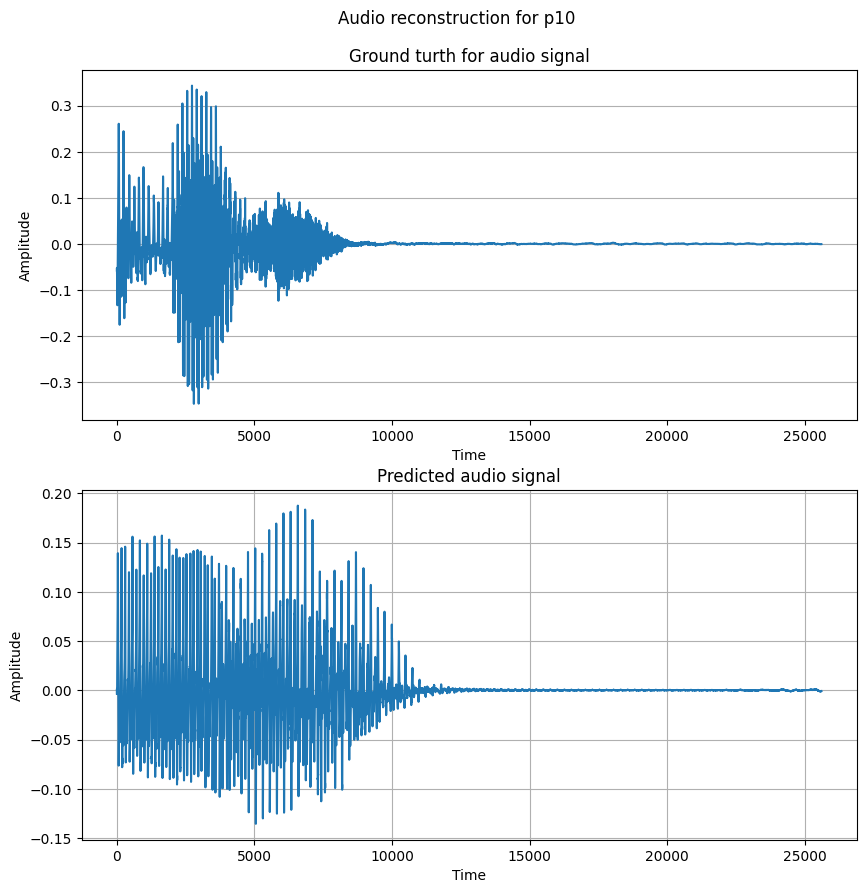 Audio reconstruction for p10
Ground turth for audio signal
0.3
0.2
0.1
0.0
−0.1
−0.2
−0.3
Amplitude
0 5000 10000 15000 20000 25000
Time
Predicted audio signal
0.20
0.15
0.10
0.05
0.00
−0.05
−0.10
−0.15
Amplitude
0 5000 10000 15000 20000 25000
Time